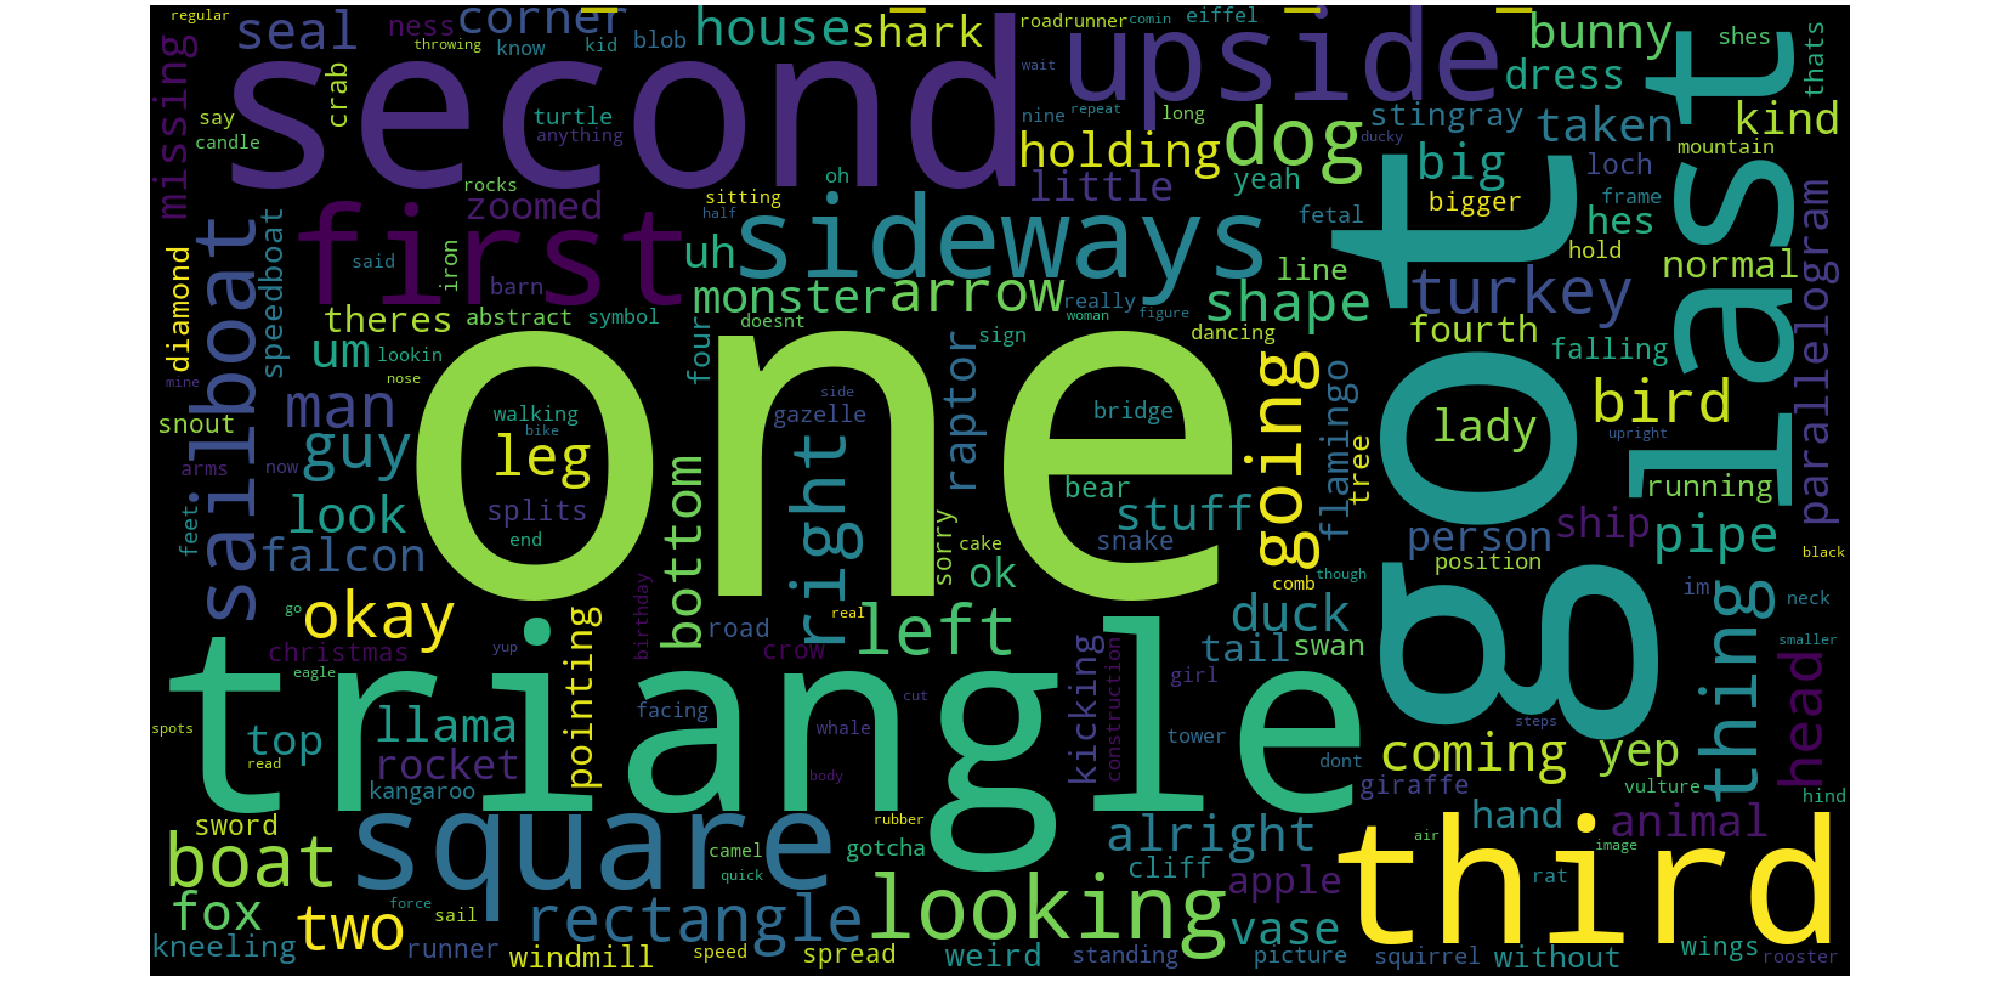 regular
ness
corner
house
shark
roadrunner
comin
eiffel
bunny
shes
seal
throwing
know
kid
blob
upside
dress
thats
missing
second
wait
last
crab
turtle
anything
nine
repeat
long
dog
stingray
ducky
taken
kind
say
candle
holding
big
loch
mountain
rocks
oh
little
yeah
zoomed
sitting
half
bigger
frame
hes
sailboat
speedboat
first
sideways
fetal
got
hold
normal
parallelogram
diamond
said
iron
barn
uh
monster
arrow
really
woman
figure
line
shape
turkey
theres
abstract
symbol
doesnt
sign
dancing
fourth
falling
um
lookin
nose
four
one
raptor
going
flamingo
mine
man
side
bird
snout
guy
walking
bike
leg
gazelle
right
bridge
lady
upright
arms
now
bottom
bear
tree
running
look
splits
end
stuff
snake
person
ship
pipe
feet
falcon
sorry
cake
ok
comb
though
position
black
go
okay
pointing
birthday
road
real
left
duck
im
thing
neck
christmas
yup
crow
kicking
construction
tail
swan
smaller
head
eagle
triangle
girl
spots
top
read
llama
facing
cut
whale
tower
steps
rocket
body
dont
coming
yep
kangaroo
giraffe
vulture
hind
sword
square
rubber
alright
hand
animal
boat
camel
quick
gotcha
cliff
air
image
third
fox
two
force
sail
rectangle
looking
apple
rat
vase
kneeling
runner
windmill
speed
spread
weird
standing
picture
squirrel
without
wings
rooster